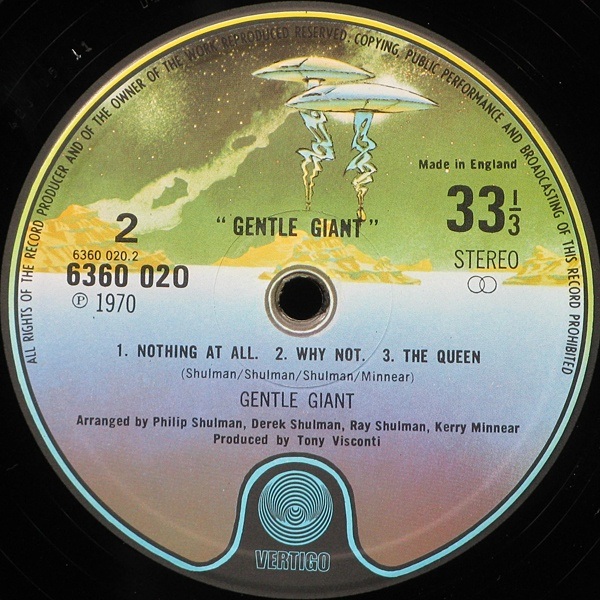 ALL RIGHTS OF THE RECORD PRODUCER AND OF THE OWNER OF THE WORK REPRODUCED RESERVED. COPYING, PUBLIC PERFORMANCE AND BROADCASTING OF THIS RECORD PROHIBITED
Made in England
2
"GENTLE GIANT"
33 1/3
6360 020.2
6360 020
STEREO
℗ 1970
1. NOTHING AT ALL. 2. WHY NOT. 3. THE QUEEN
(Shulman/Shulman/Shulman/Minnear)
GENTLE GIANT
Arranged by Philip Shulman, Derek Shulman, Ray Shulman, Kerry Minnear
Produced by Tony Visconti
VERTIGO